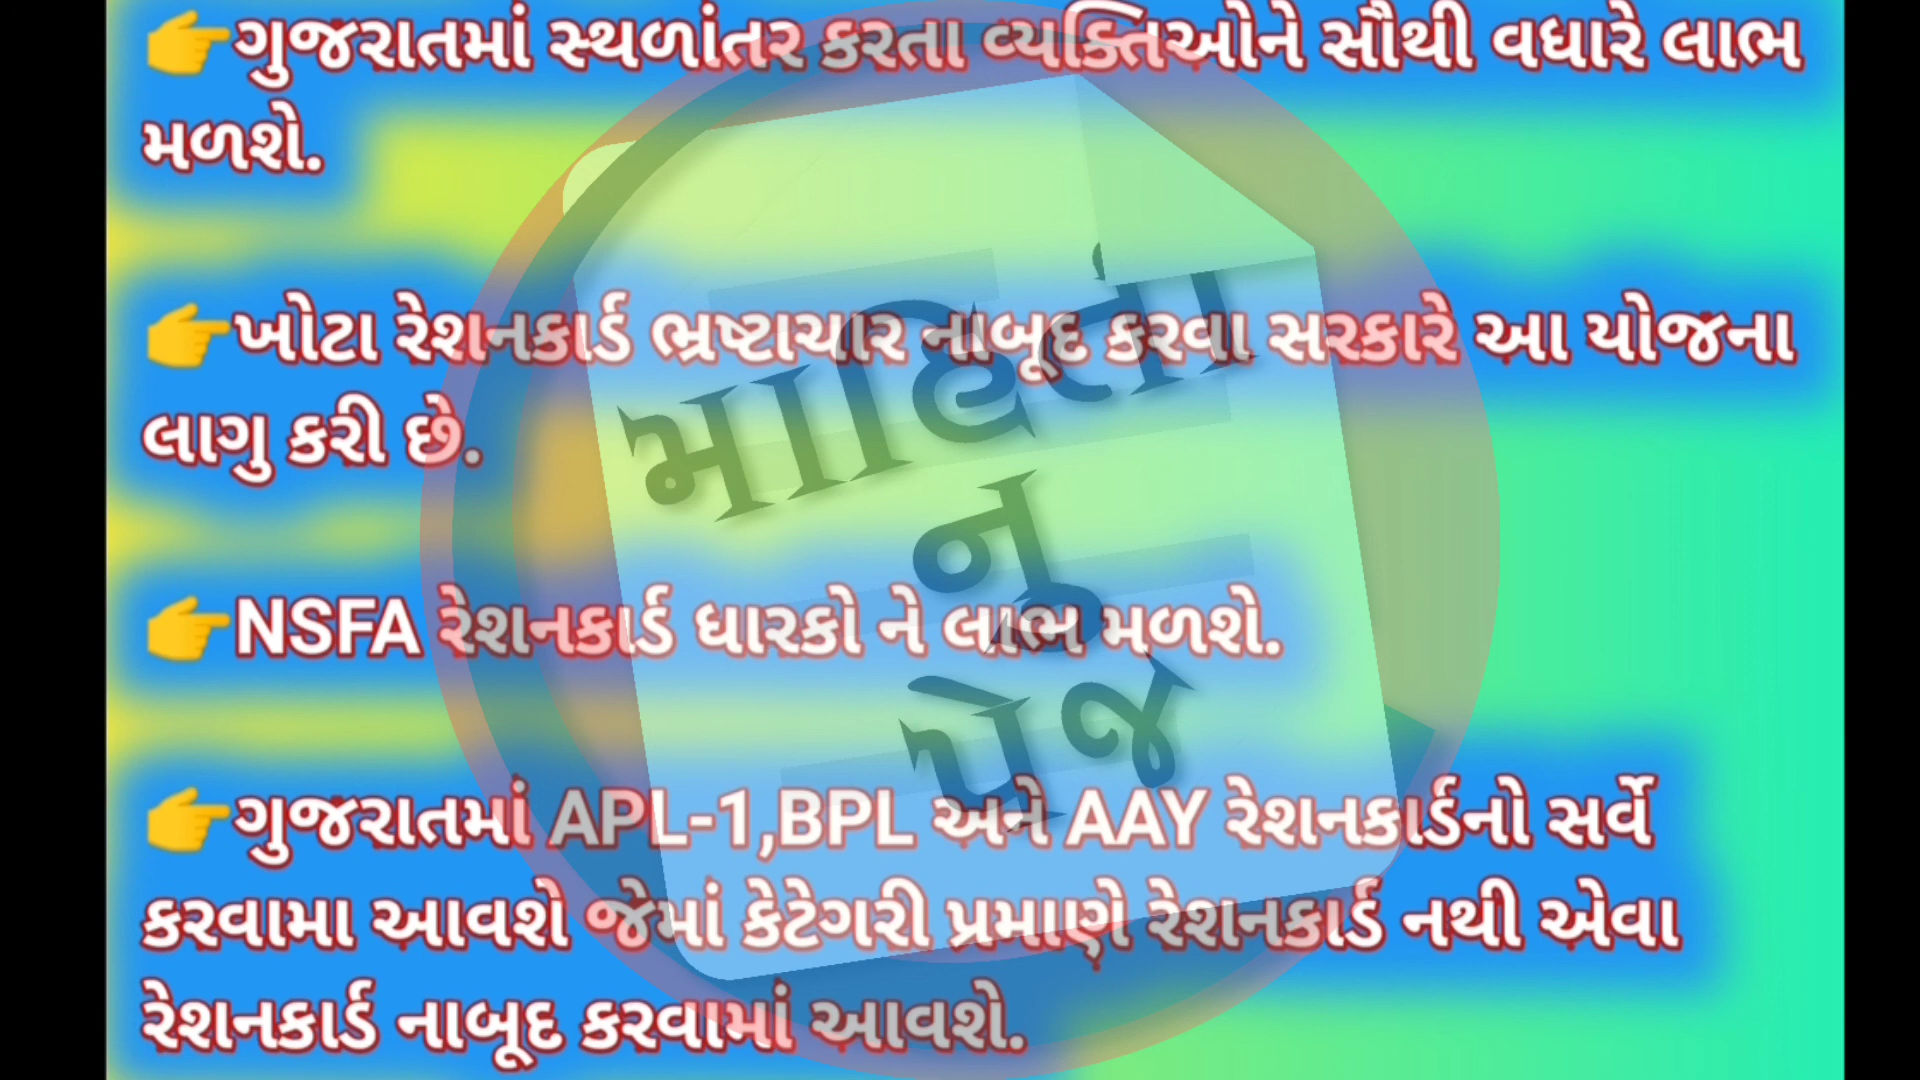 👉ગુજરાતમાં સ્થળાંતર કરતા વ્યક્તિઓને સૌથી વધારે લાભ
મળશે.
👉ખોટા રેશનકાર્ડ ભ્રષ્ટાચાર નાબૂદ કરવા સરકારે આ યોજના
લાગુ કરી છે.
👉NSFA રેશનકાર્ડ ધારકો ને લાભ મળશે.
👉ગુજરાતમાં APL-1,BPL અને AAY રેશનકાર્ડનો સર્વે
કરવામા આવશે જેમાં કેટેગરી પ્રમાણે રેશનકાર્ડ નથી એવા
રેશનકાર્ડ નાબૂદ કરવામાં આવશે.
માહિતી
નુ
પેજ